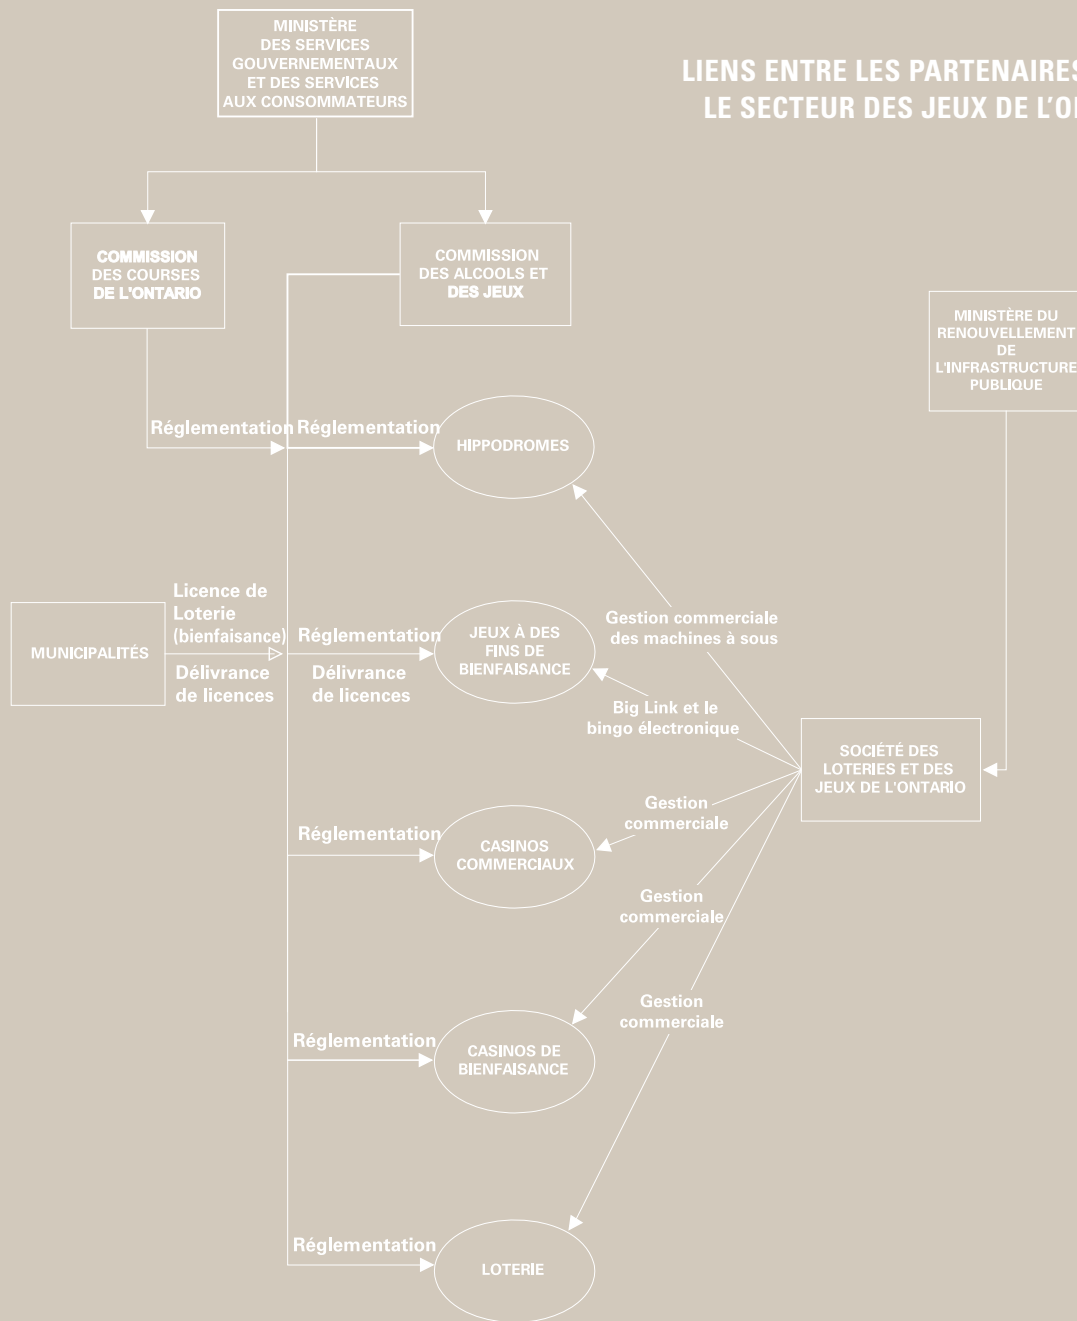 MINISTÈRE
DES SERVICES
GOUVERNEMENTAUX
ET DES SERVICES
AUX CONSOMMATEURS
LIENS ENTRE LES PARTENAIRES
LE SECTEUR DES JEUX DE L'O
COMMISSION
DES COURSES
DE L'ONTARIO
COMMISSION
DES ALCOOLS ET
DES JEUX
MINISTÈRE DU
RENOUVELLEMENT
DE
L'INFRASTRUCTURE
PUBLIQUE
Réglementation
Réglementation
HIPPODROMES
MUNICIPALITÉS
Licence de
Loterie
(bienfaisance)
Délivrance
de licences
Réglementation
Délivrance
de licences
JEUX À DES
FINS DE
BIENFAISANCE
Gestion commerciale
des machines à sous
Big Link et le
bingo électronique
SOCIÉTÉ DES
LOTERIES ET DES
JEUX DE L'ONTARIO
Réglementation
CASINOS
COMMERCIAUX
Gestion
commerciale
Gestion
commerciale
Réglementation
CASINOS DE
BIENFAISANCE
Gestion
commerciale
Réglementation
LOTERIE